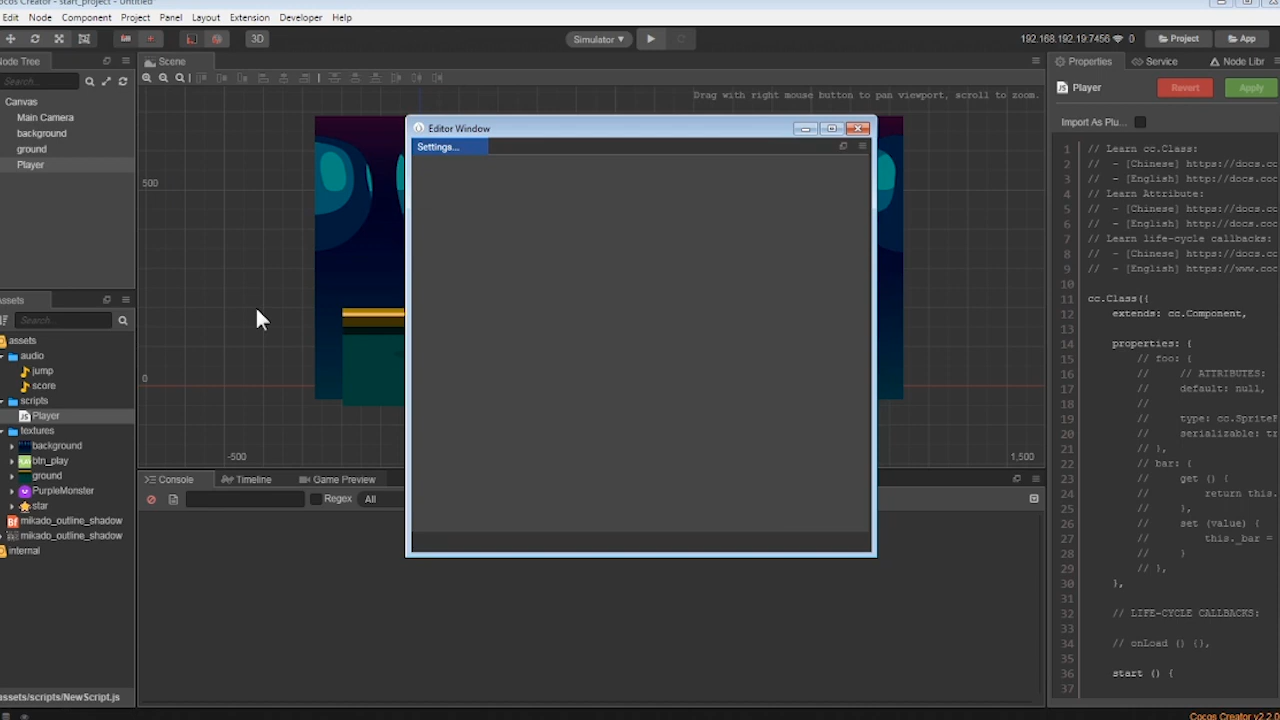 Cocos Creator - start_project - Untitled*
Edit Node Component Project Panel Layout Extension Developer Help
3D
Simulator
192.168.192.19:7456 0
Project
App
Node Tree
Search...
Canvas
Main Camera
background
ground
Player
Scene
Drag with right mouse button to pan viewport, scroll to zoom.
500
0
-500
1,500
Editor Window
Settings...
Assets
Search...
assets
audio
jump
score
scripts
Player
textures
background
btn_play
ground
PurpleMonster
star
mikado_outline_shadow
mikado_outline_shadow
internal
assets/scripts/NewScript.js
Console
Timeline
Game Preview
Regex
All
Properties
Service
Node Libr
Player
Revert
Apply
Import As Plu...
1 // Learn cc.Class:
2 // - [Chinese] https://docs.co
3 // - [English] http://docs.coc
4 // Learn Attribute:
5 // - [Chinese] https://docs.co
6 // - [English] http://docs.coc
7 // Learn life-cycle callbacks:
8 // - [Chinese] https://docs.co
9 // - [English] https://www.coc
10
11 cc.Class({
12 extends: cc.Component,
13
14 properties: {
15 // foo: {
16 // // ATTRIBUTES:
17 // default: null,
18 //
19 // type: cc.SpriteF
20 // serializable: tr
21 // },
22 // bar: {
23 // get () {
24 // return this.
25 // },
26 // set (value) {
27 // this._bar =
28 // }
29 // },
30 },
31
32 // LIFE-CYCLE CALLBACKS:
33
34 // onLoad () {},
35
36 start () {
37
Cocos Creator v2.2.0